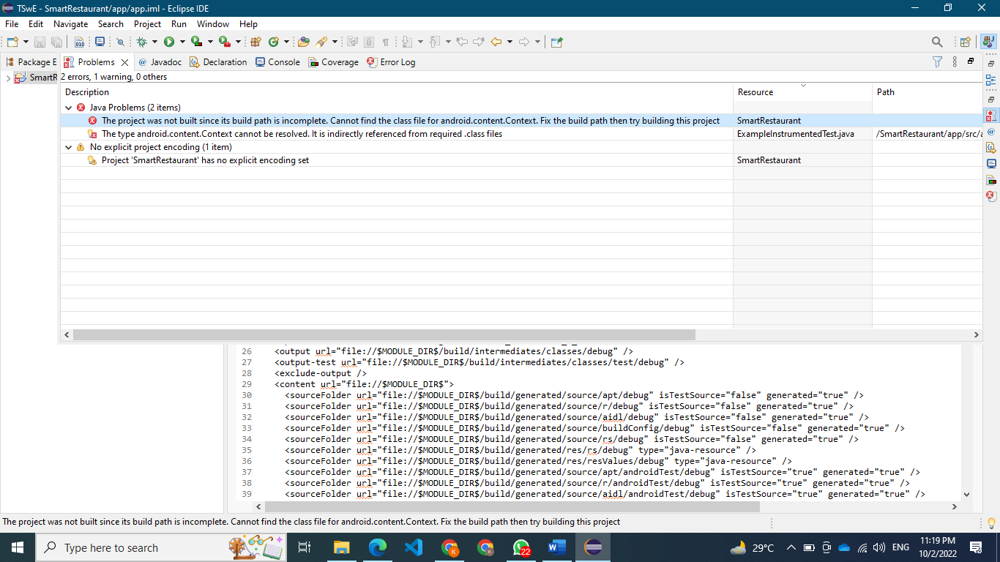 TSwE - SmartRestaurant/app/app.iml - Eclipse IDE
File Edit Navigate Search Project Run Window Help
Package E Problems @ Javadoc Declaration Console Coverage Error Log
SmartR
2 errors, 1 warning, 0 others
Description Resource Path
Java Problems (2 items)
The project was not built since its build path is incomplete. Cannot find the class file for android.content.Context. Fix the build path then try building this project SmartRestaurant
The type android.content.Context cannot be resolved. It is indirectly referenced from required .class files ExampleInstrumentedTest.java /SmartRestaurant/app/src/a
No explicit project encoding (1 item)
Project 'SmartRestaurant' has no explicit encoding set SmartRestaurant
26 <output url="file://$MODULE_DIR$/build/intermediates/classes/debug" />
27 <output-test url="file://$MODULE_DIR$/build/intermediates/classes/test/debug" />
28 <exclude-output />
29 <content url="file://$MODULE_DIR$">
30 <sourceFolder url="file://$MODULE_DIR$/build/generated/source/apt/debug" isTestSource="false" generated="true" />
31 <sourceFolder url="file://$MODULE_DIR$/build/generated/source/r/debug" isTestSource="false" generated="true" />
32 <sourceFolder url="file://$MODULE_DIR$/build/generated/source/aidl/debug" isTestSource="false" generated="true" />
33 <sourceFolder url="file://$MODULE_DIR$/build/generated/source/buildConfig/debug" isTestSource="false" generated="true" />
34 <sourceFolder url="file://$MODULE_DIR$/build/generated/source/rs/debug" isTestSource="false" generated="true" />
35 <sourceFolder url="file://$MODULE_DIR$/build/generated/res/rs/debug" type="java-resource" />
36 <sourceFolder url="file://$MODULE_DIR$/build/generated/res/resValues/debug" type="java-resource" />
37 <sourceFolder url="file://$MODULE_DIR$/build/generated/source/apt/androidTest/debug" isTestSource="true" generated="true" />
38 <sourceFolder url="file://$MODULE_DIR$/build/generated/source/r/androidTest/debug" isTestSource="true" generated="true" />
39 <sourceFolder url="file://$MODULE_DIR$/build/generated/source/aidl/androidTest/debug" isTestSource="true" generated="true" />
The project was not built since its build path is incomplete. Cannot find the class file for android.content.Context. Fix the build path then try building this project
Type here to search 22 29°C ENG 11:19 PM
10/2/2022